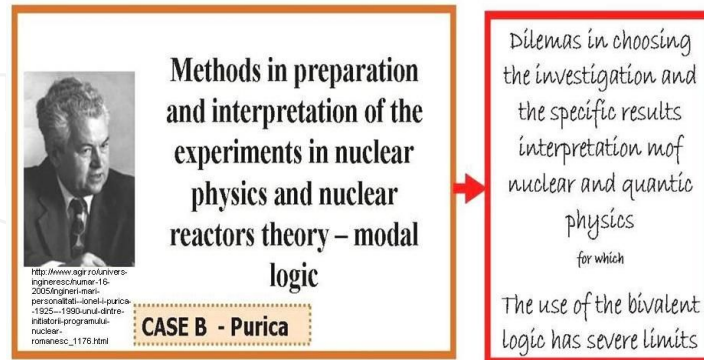 Methods in preparation
and interpretation of the
experiments in nuclear
physics and nuclear
reactors theory – modal
logic
http://www.agir.ro/univers-
ingineresc/numar-16-
2005/ingineri-mari-
personalitati--ionel-i-purica-
-1925---1990-unul-dintre-
initiatorii-programului-
nuclear-
romanesc_1176.html
CASE B - Purica
Dilemas in choosing
the investigation and
the specific results
interpretation mof
nuclear and quantic
physics
for which
The use of the bivalent
logic has severe limits